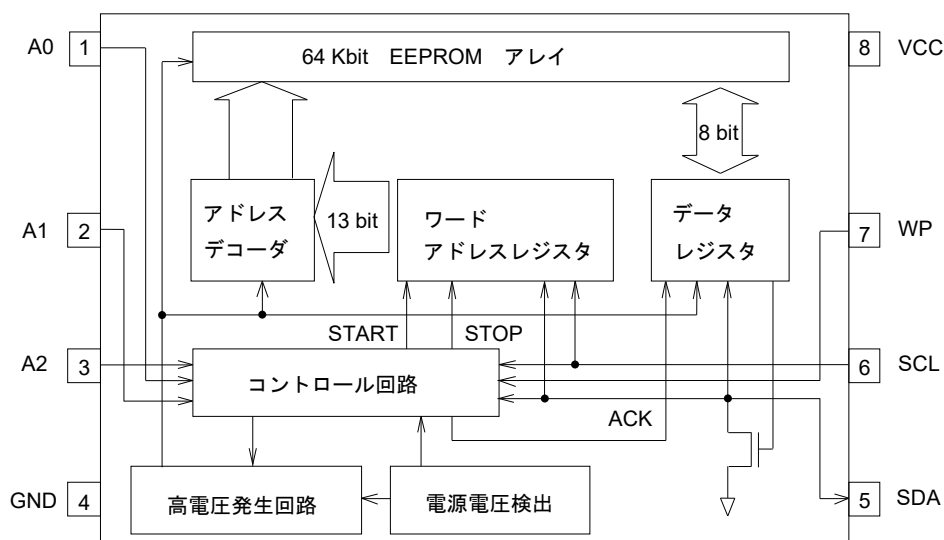 A0 1
64 Kbit EEPROM アレイ
8 VCC
8 bit
A1 2
アドレス
デコーダ
13 bit
ワード
アドレスレジスタ
データ
レジスタ
7 WP
START STOP
A2 3
コントロール回路
6 SCL
ACK
GND 4
高電圧発生回路
電源電圧検出
5 SDA